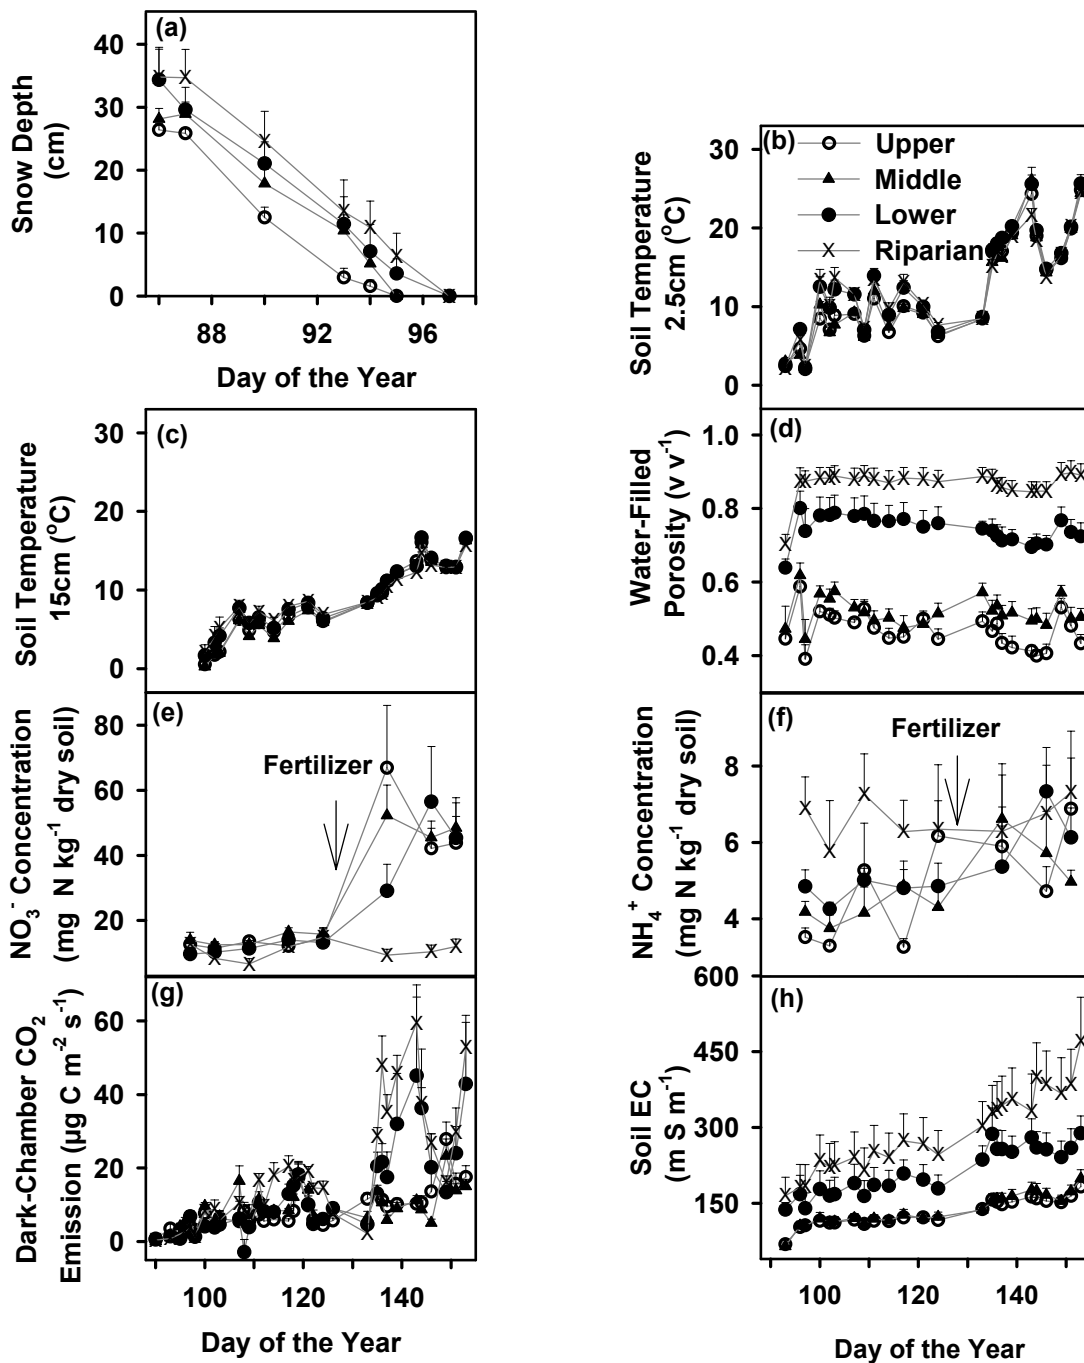 (a)
40
30
20
10
0
Snow Depth
(cm)
88
92
96
Day of the Year
(b)
Upper
Middle
Lower
Riparian
30
20
10
0
Soil Temperature
2.5cm (°C)
(c)
30
20
10
0
Soil Temperature
15cm (°C)
(d)
1.0
0.8
0.6
0.4
Water-Filled
Porosity (v v⁻¹)
(e)
80
60
40
20
Fertilizer
NO₃⁻ Concentration
(mg N kg⁻¹ dry soil)
(f)
8
6
4
Fertilizer
NH₄⁺ Concentration
(mg N kg⁻¹ dry soil)
(g)
60
40
20
0
Dark-Chamber CO₂
Emission (µg C m⁻² s⁻¹)
100
120
140
Day of the Year
(h)
600
450
300
150
Soil EC
(m S m⁻¹)
100
120
140
Day of the Year